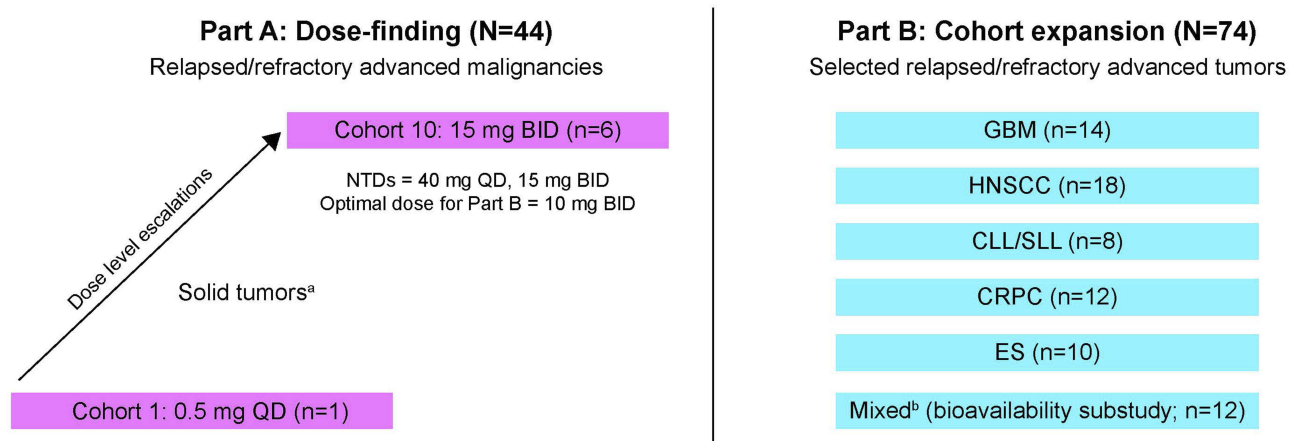 Part A: Dose-finding (N=44)
Relapsed/refractory advanced malignancies
Cohort 10: 15 mg BID (n=6)
NTDs = 40 mg QD, 15 mg BID
Optimal dose for Part B = 10 mg BID
Dose level escalations
Solid tumorsᵃ
Cohort 1: 0.5 mg QD (n=1)
Part B: Cohort expansion (N=74)
Selected relapsed/refractory advanced tumors
GBM (n=14)
HNSCC (n=18)
CLL/SLL (n=8)
CRPC (n=12)
ES (n=10)
Mixedᵇ (bioavailability substudy; n=12)